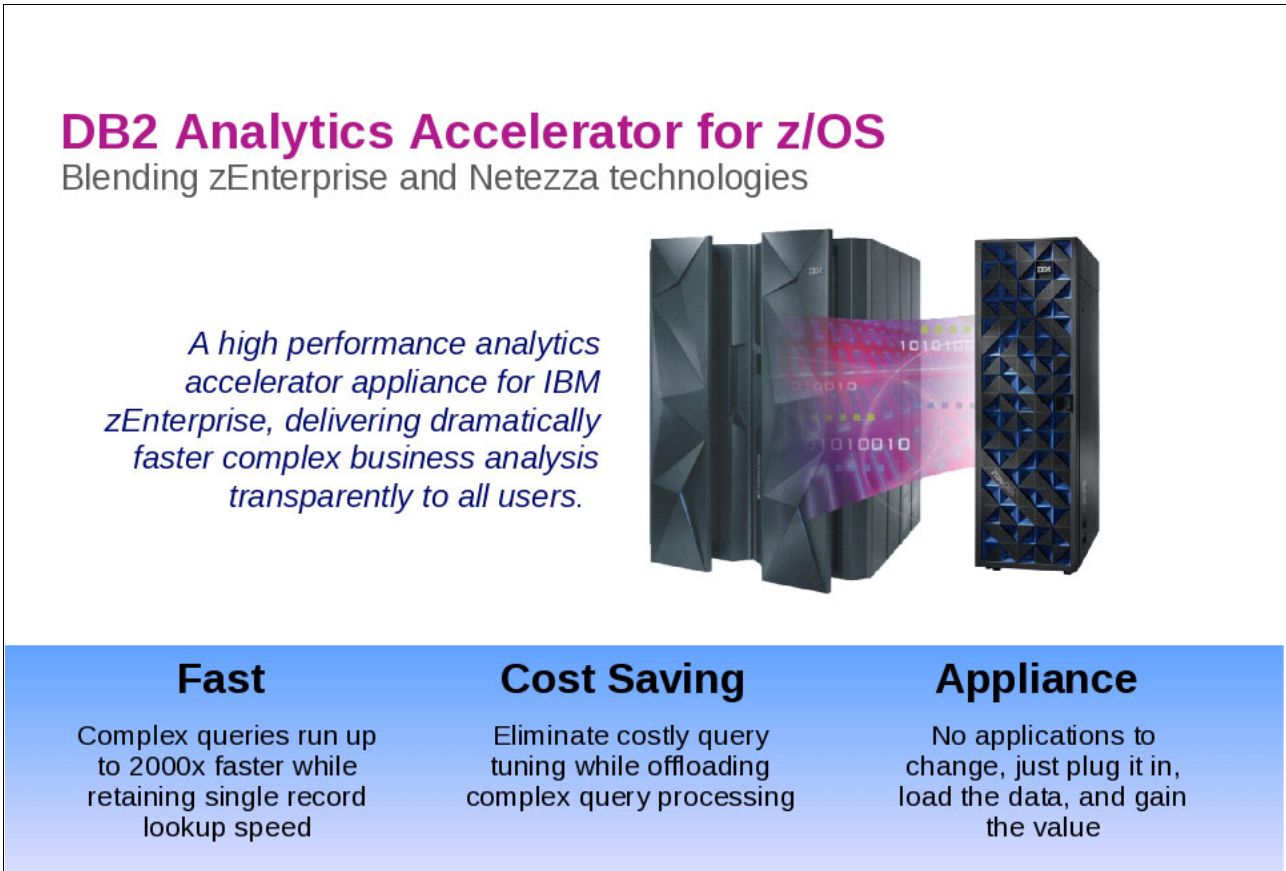 DB2 Analytics Accelerator for z/OS
Blending zEnterprise and Netezza technologies
A high performance analytics
accelerator appliance for IBM
zEnterprise, delivering dramatically
faster complex business analysis
transparently to all users.
IBM
IBM
1010100
010010
1010010
Fast
Complex queries run up
to 2000x faster while
retaining single record
lookup speed
Cost Saving
Eliminate costly query
tuning while offloading
complex query processing
Appliance
No applications to
change, just plug it in,
load the data, and gain
the value